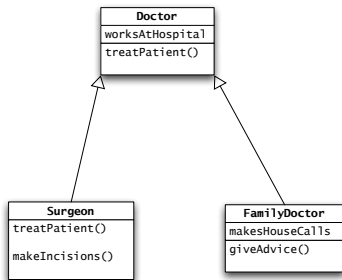 Doctor
worksAtHospital
treatPatient()
Surgeon
treatPatient()
makeIncisions()
FamilyDoctor
makesHouseCalls
giveAdvice()